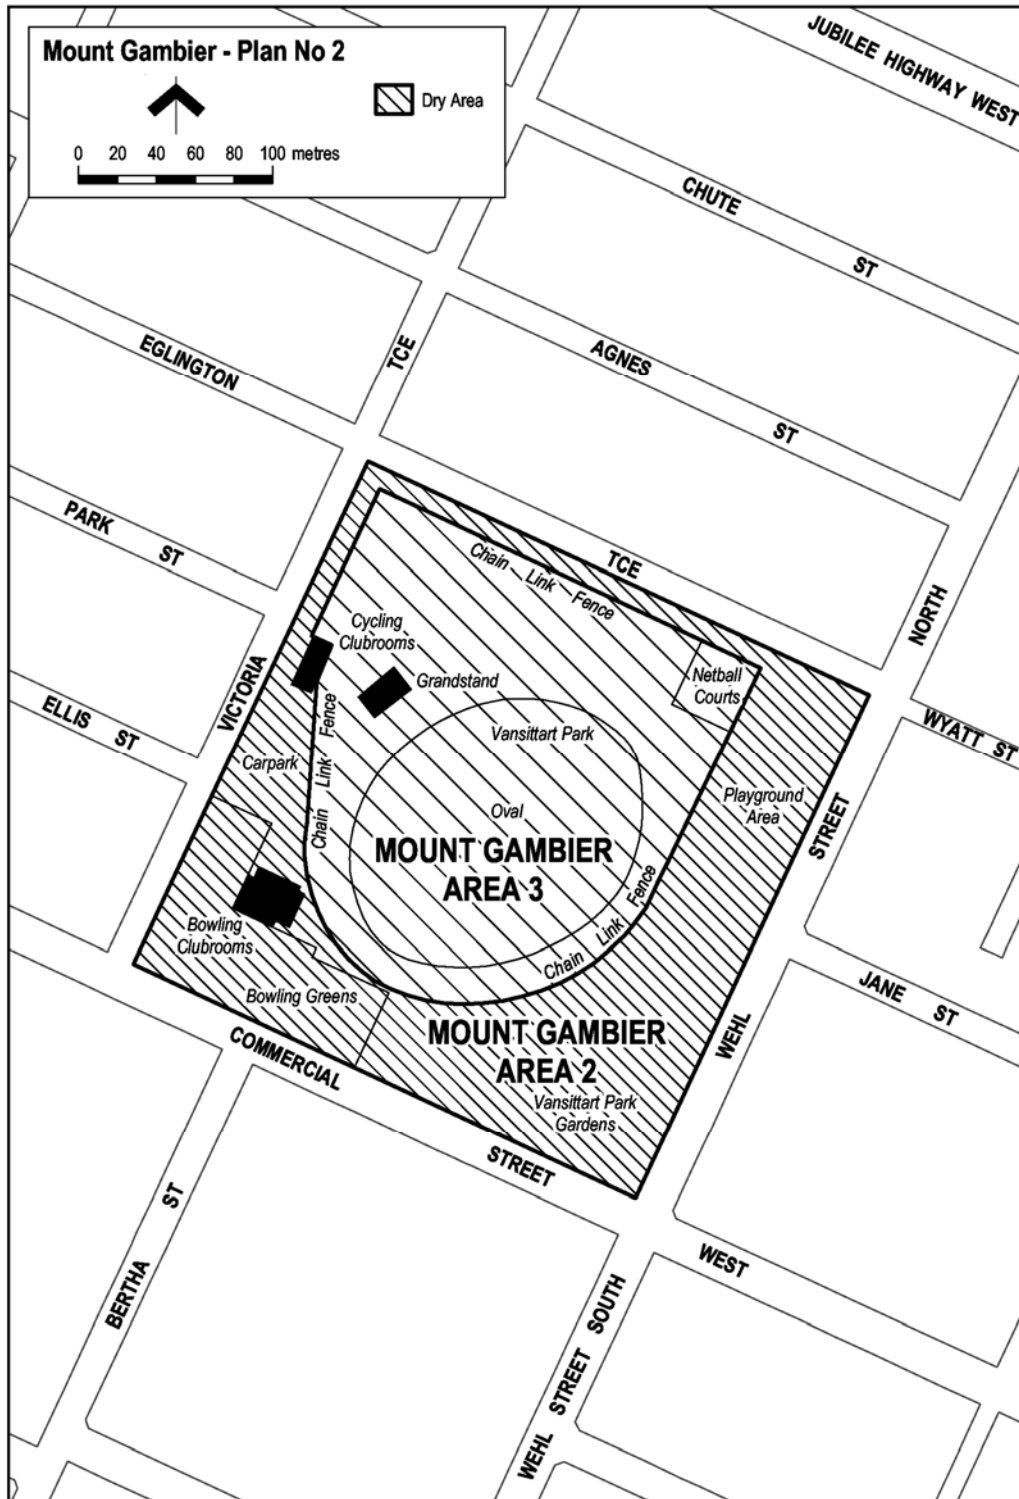 Mount Gambier - Plan No 2
Dry Area
0 20 40 60 80 100 metres
JUBILEE HIGHWAY WEST
CHUTE ST
AGNES ST
EGLINGTON TCE
TCE
PARK ST
ELLIS ST
VICTORIA
NORTH
WYATT ST
Chain Link Fence
Cycling
Clubrooms
Grandstand
Netball
Courts
Vansittart Park
Carpark
Chain Link Fence
Oval
Playground
Area
MOUNT GAMBIER
AREA 3
Chain Link Fence
STREET
WEHL
Bowling
Clubrooms
Bowling Greens
JANE ST
MOUNT GAMBIER
AREA 2
Vansittart Park
Gardens
COMMERCIAL STREET WEST
BERTHA ST
WEHL STREET SOUTH